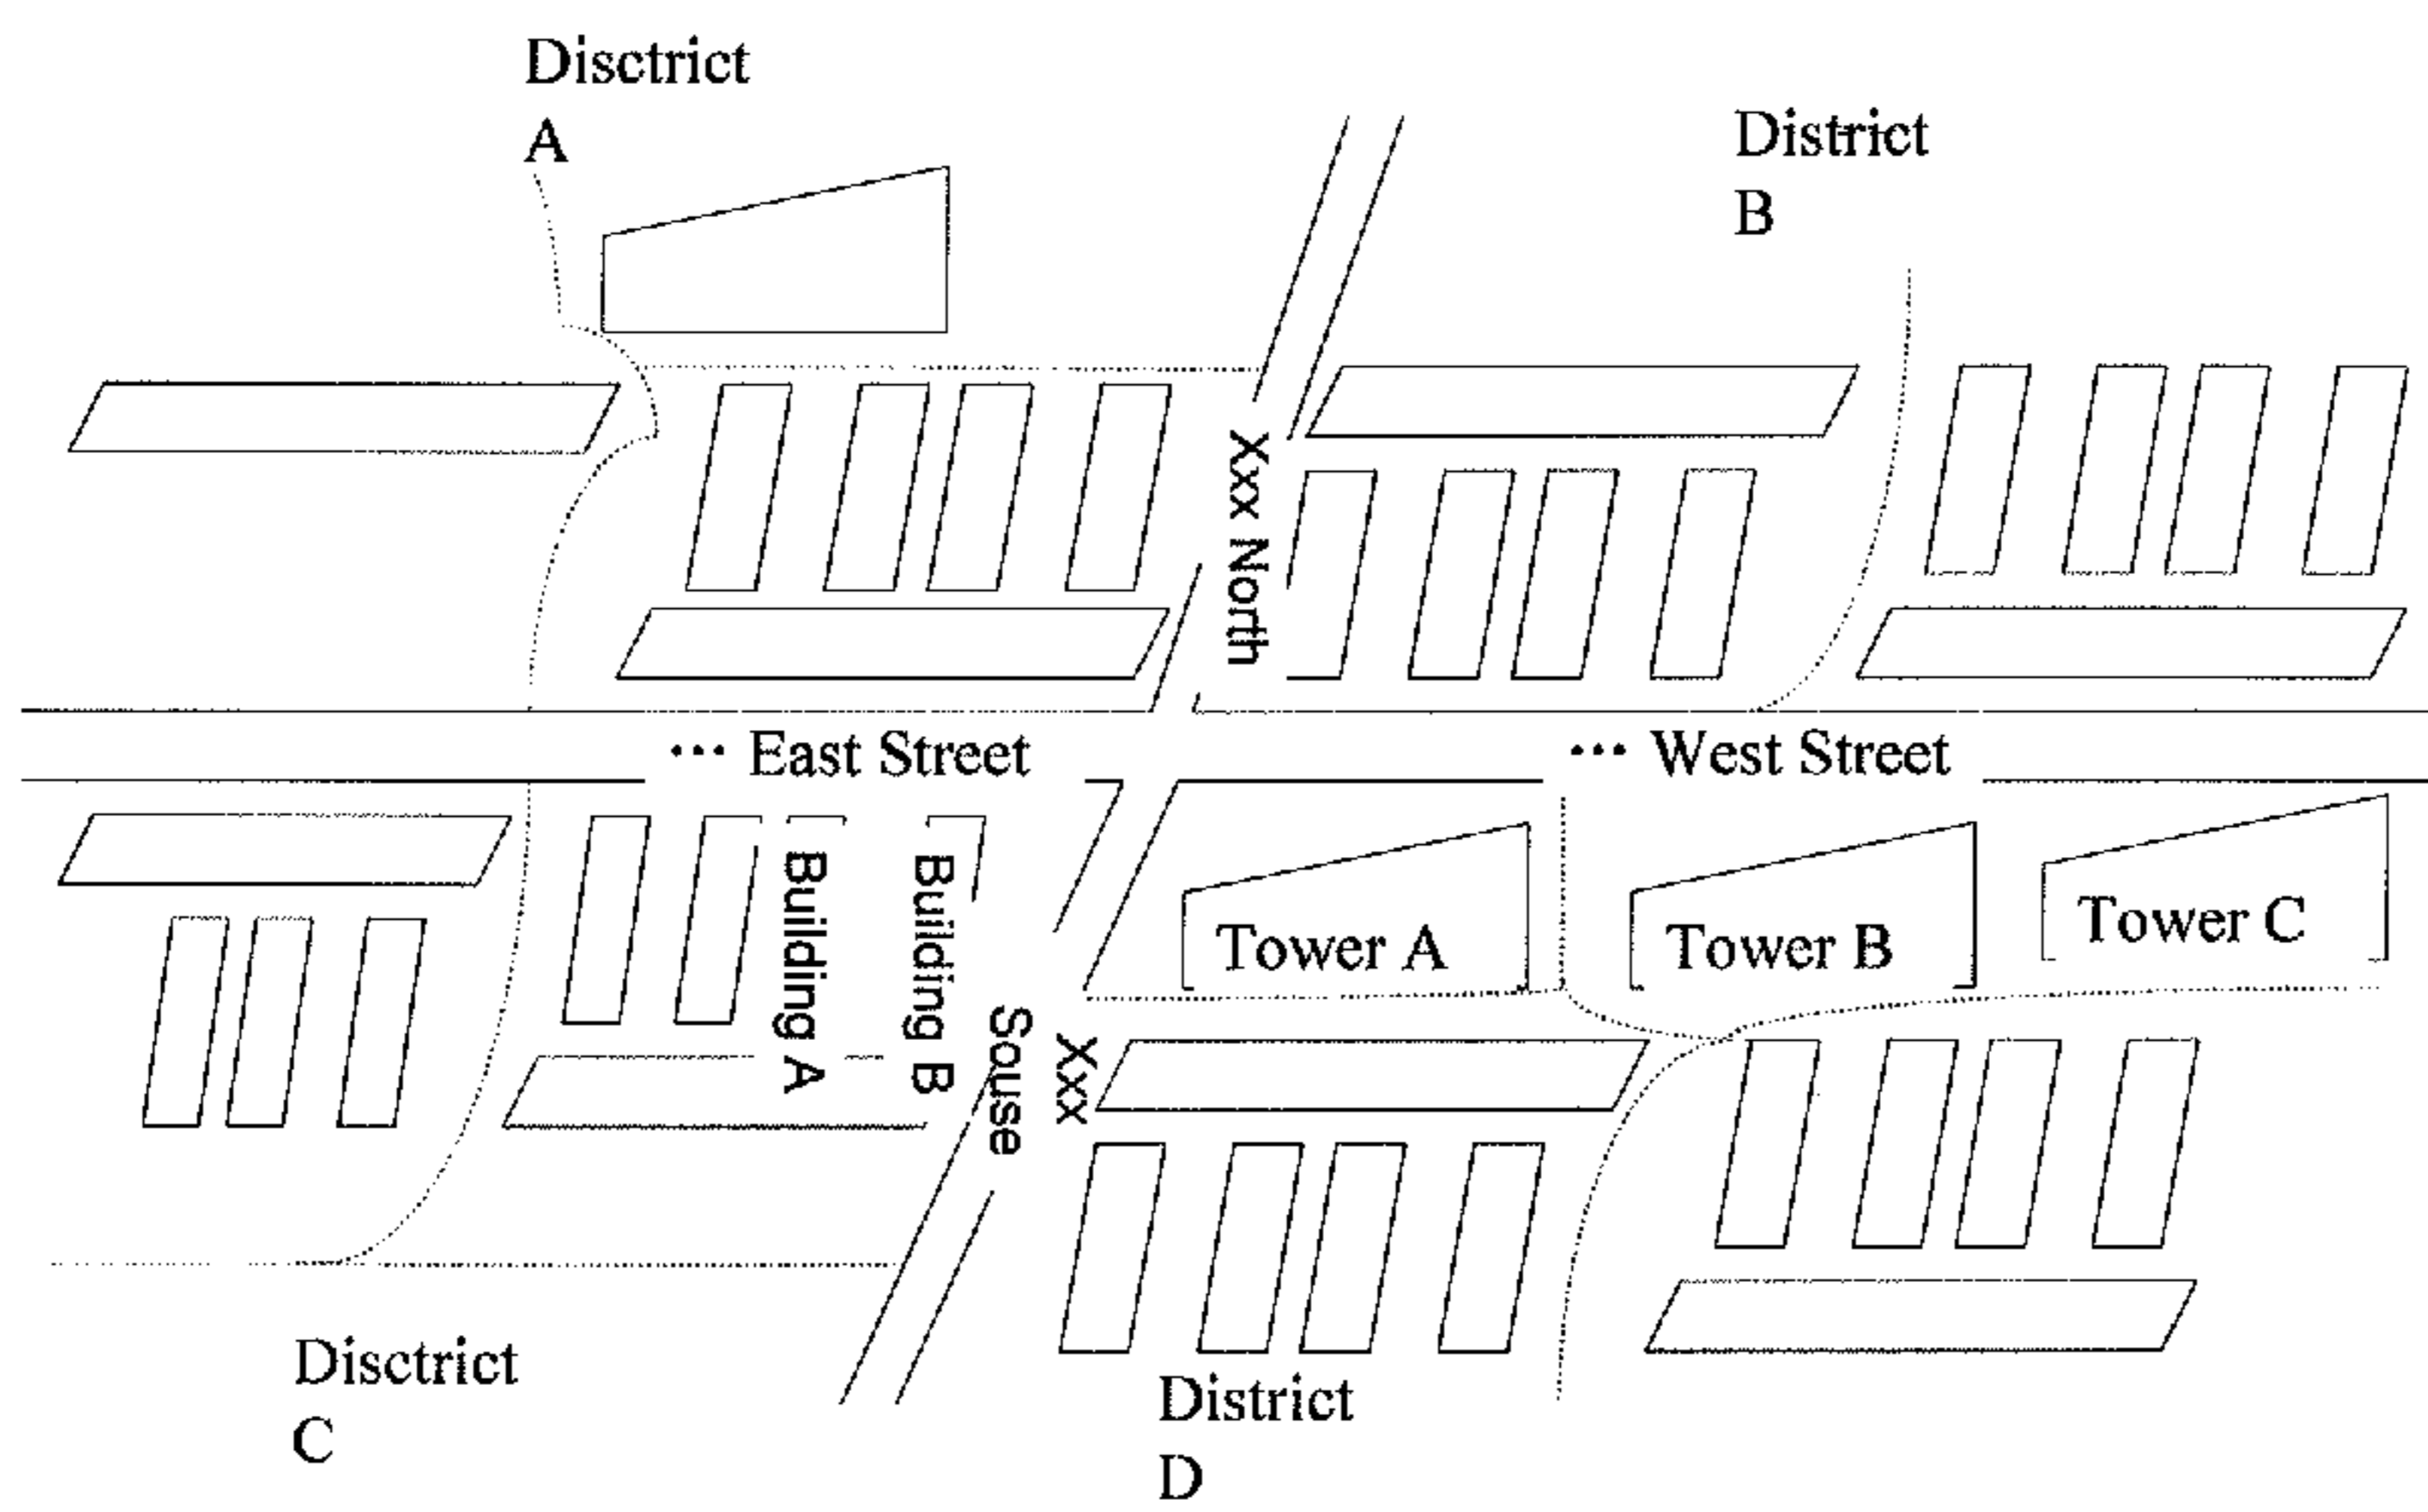 Disctrict
A
District
B
Xxx North
··· East Street
··· West Street
Building A
Building B
Tower A
Tower B
Tower C
Souse
Xxx
Disctrict
C
District
D